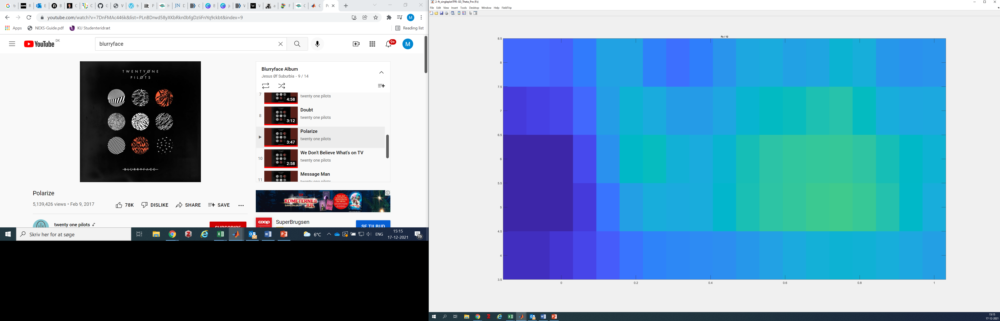 youtube.com/watch?v=7DnFMAc446k&list=PLnBDrwd58yXKbRkn0bfgDzIiFnYq9ckbt&index=9
M
Apps
NEXS-Guide.pdf
KU Studenteridræt
Reading list
YouTube DK
blurryface
9+
M
TWENTY ONE
PILØTS
BLURRYFACE
Blurryface Album
Jesus Øf Suburbia - 9 / 14
7
4:58
twenty one pilots
8
3:12
Doubt
twenty one pilots
3:47
Polarize
twenty one pilots
10
2:58
We Don't Believe What's on TV
twenty one pilots
11
Message Man
twenty one pilots
Polarize
5,139,426 views • Feb 9, 2017
78K
DISLIKE
SHARE
SAVE
twenty one pilots
SUBSCRIBE
KOMETERNES
SAMLEALBUM JUL
coop
SuperBrugsen
SE TILBUD
Skriv her for at søge
6°C
ENG
15:15
17-12-2021
19
2: ft_singleplotTFR: G0_Theta_Pre (Fz)
File Edit View Insert Tools Desktop Window Help FieldTrip
Fz / 12
8.5
8
7.5
7
6.5
6
5.5
5
4.5
4
3.5
0 0.2 0.4 0.6 0.8 1
15:15
17-12-2021